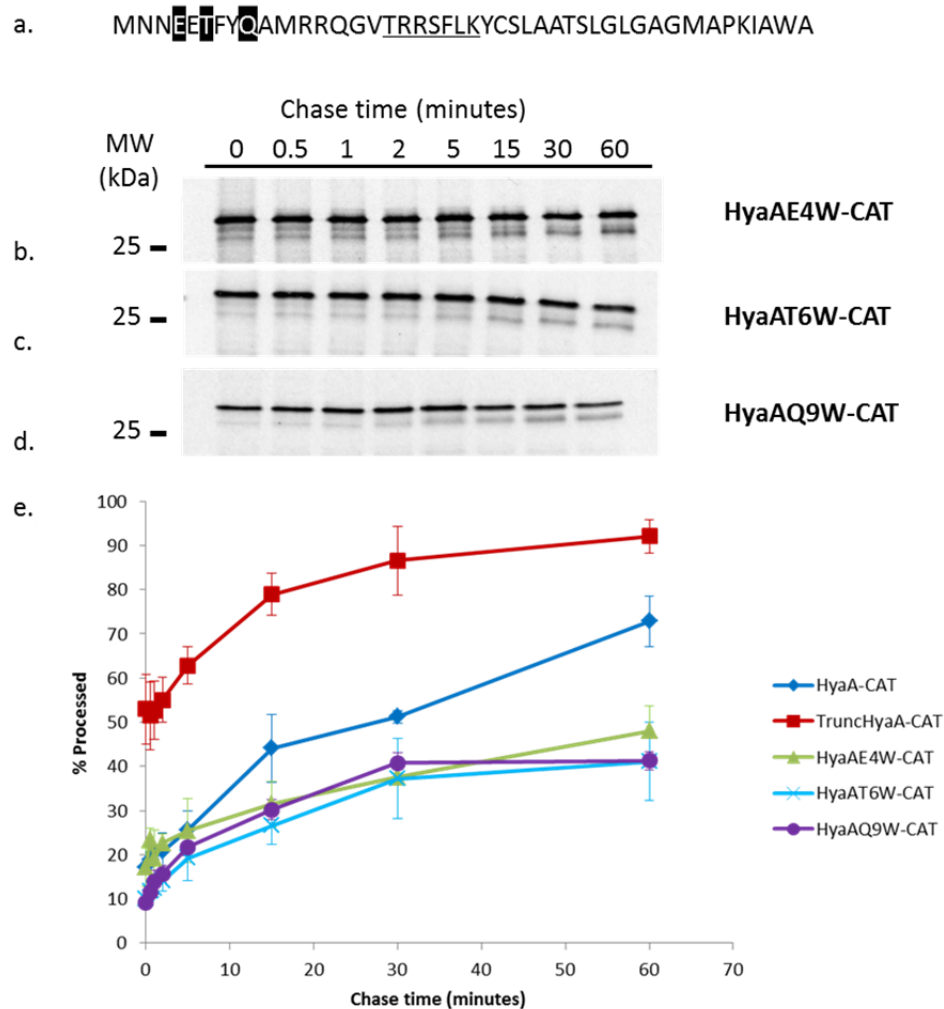 a. MNNEETFYQAMRRQGVTRRSFLKYCSLAATSLGLGAGMAPKIAWA
Chase time (minutes)
MW (kDa)
0 0.5 1 2 5 15 30 60
HyaAE4W-CAT
25
b.
HyaAT6W-CAT
25
c.
HyaAQ9W-CAT
25
d.
e.
100
90
80
70
60
50
40
30
20
10
0
% Processed
HyaA-CAT
TruncHyaA-CAT
HyaAE4W-CAT
HyaAT6W-CAT
HyaAQ9W-CAT
0 10 20 30 40 50 60 70
Chase time (minutes)